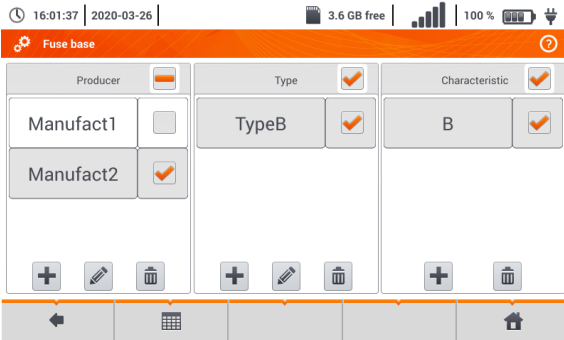 16:01:37 2020-03-26 3.6 GB free 100 %
Fuse base ?
Producer Type Characteristic
Manufact1 TypeB B
Manufact2